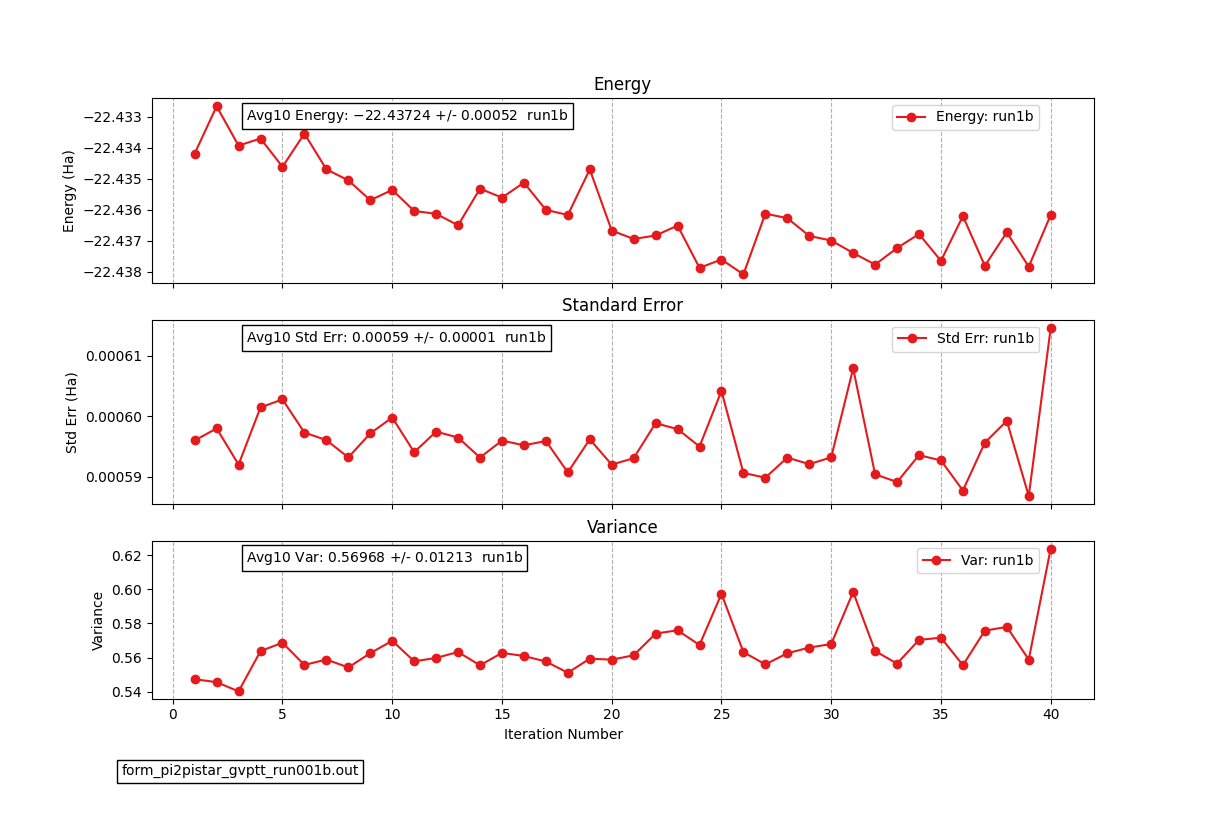 Energy
Avg10 Energy: −22.43724 +/- 0.00052  run1b
Energy: run1b
−22.433
−22.434
−22.435
−22.436
−22.437
−22.438
Energy (Ha)
Standard Error
Avg10 Std Err: 0.00059 +/- 0.00001  run1b
Std Err: run1b
0.00061
0.00060
0.00059
Std Err (Ha)
Variance
Avg10 Var: 0.56968 +/- 0.01213  run1b
Var: run1b
0.62
0.60
0.58
0.56
0.54
Variance
0 5 10 15 20 25 30 35 40
Iteration Number
form_pi2pistar_gvptt_run001b.out